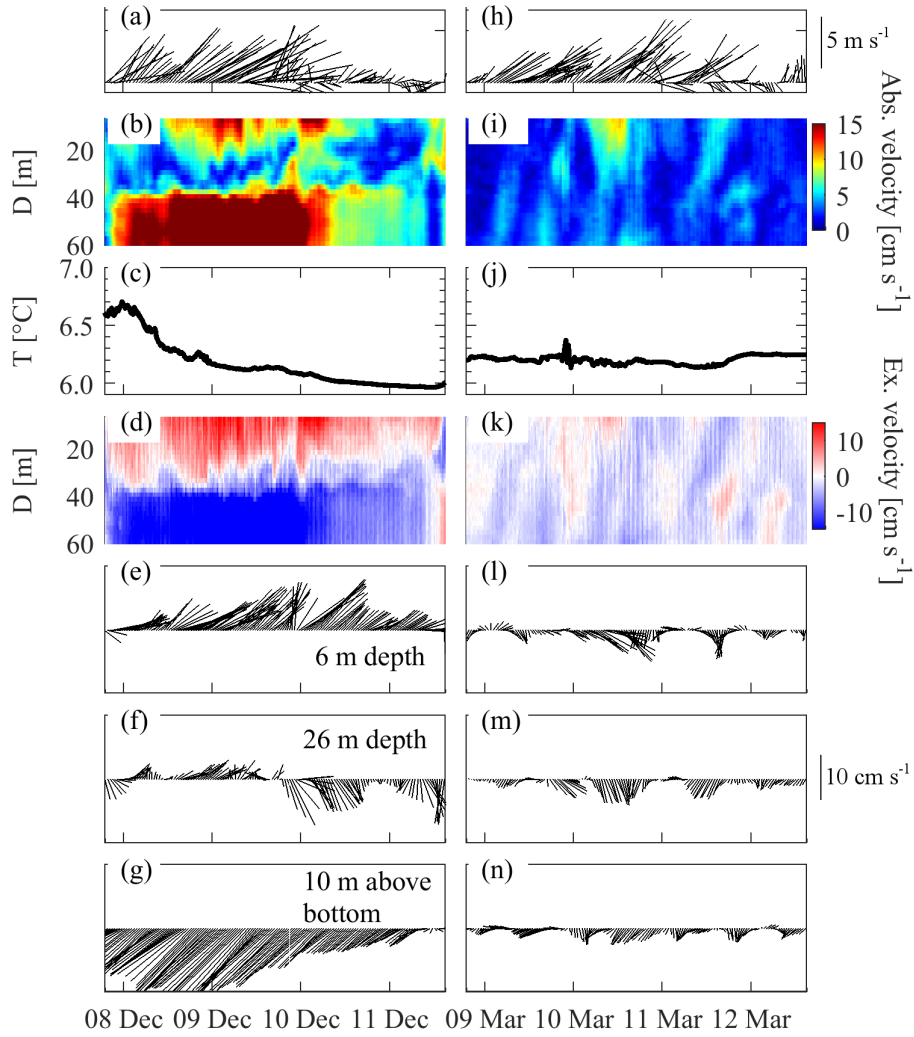 (a)
(h)
5 m s-1
(b)
(i)
D [m]
20
40
60
15
10
5
0
Abs. velocity [cm s-1]
(c)
(j)
T [°C]
7.0
6.5
6.0
(d)
(k)
D [m]
20
40
60
10
0
-10
Ex. velocity [cm s-1]
(e)
6 m depth
(l)
(f)
26 m depth
(m)
10 cm s-1
(g)
10 m above
bottom
(n)
08 Dec 09 Dec 10 Dec 11 Dec
09 Mar 10 Mar 11 Mar 12 Mar